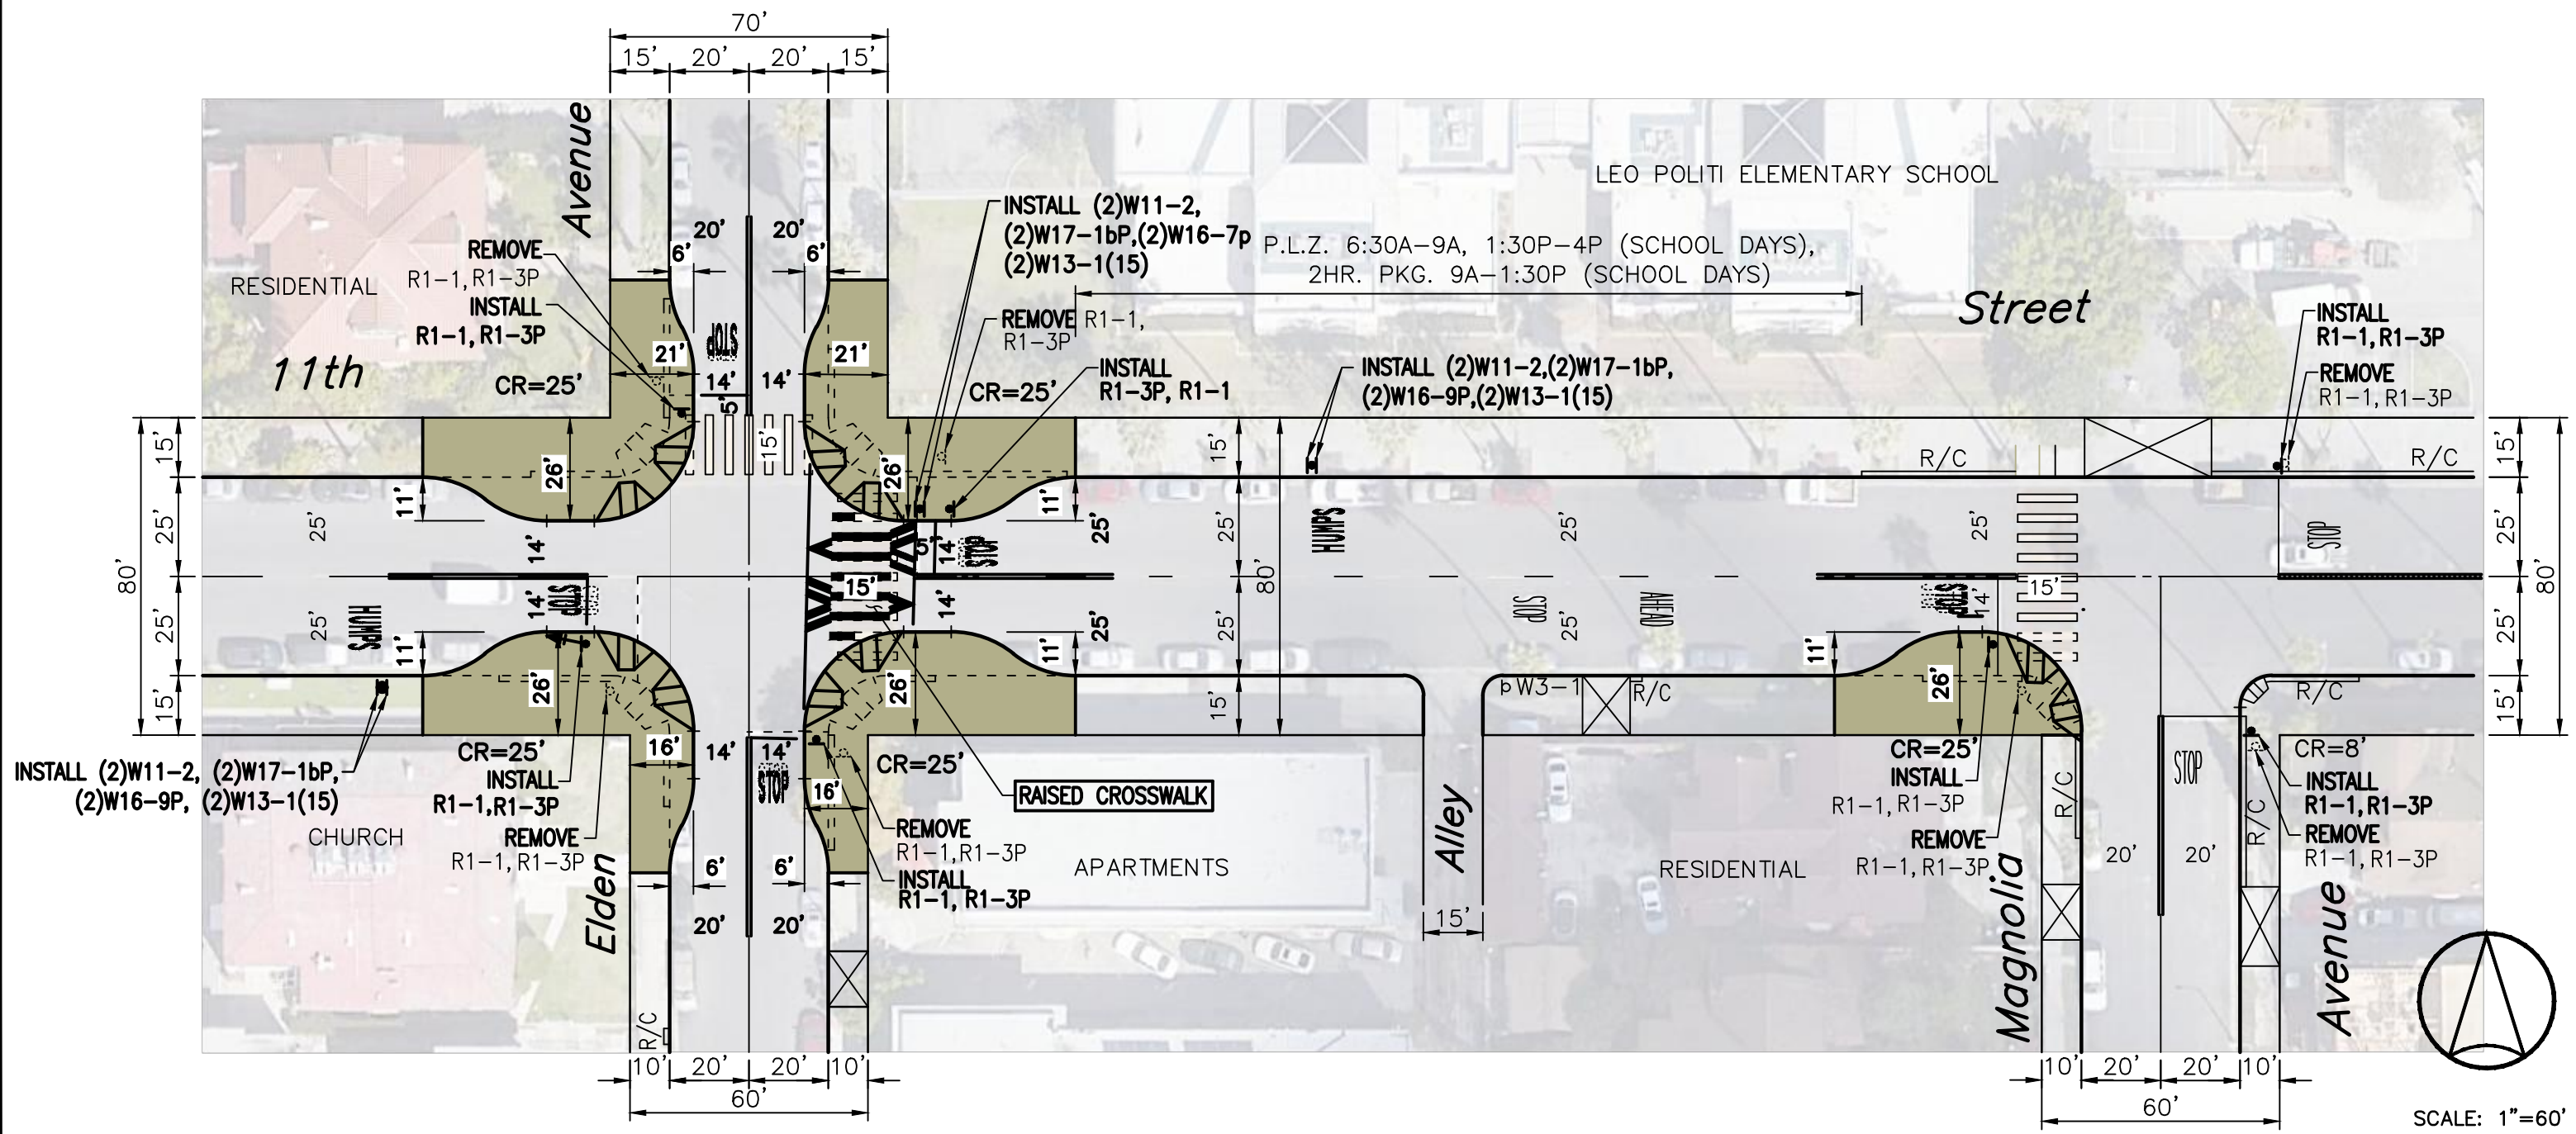 70'
15' 20' 20' 15'
Avenue
LEO POLITI ELEMENTARY SCHOOL
INSTALL (2)W11-2,
(2)W17-1bP,(2)W16-7p
(2)W13-1(15)
20' 20'
6' 6'
P.L.Z. 6:30A-9A, 1:30P-4P (SCHOOL DAYS),
2HR. PKG. 9A-1:30P (SCHOOL DAYS)
REMOVE
R1-1,R1-3P
INSTALL
R1-1,R1-3P
RESIDENTIAL
Street
INSTALL
R1-1,R1-3P
REMOVE
R1-1,R1-3P
REMOVE R1-1,
R1-3P
INSTALL
R1-3P, R1-1
INSTALL (2)W11-2,(2)W17-1bP,
(2)W16-9P,(2)W13-1(15)
11th
STOP
21' 21'
CR=25' 14' 14' CR=25'
5'
15'
15' 15' 15'
R/C R/C
26' 26'
11' 11'
25' 25' 25' 25' 25' 25' 25'
14' 5' 14' STOP HUMPS STOP
80' 80' 80'
15' 15'
HUMPS 14' STOP 14' STOP AHEAD STOP 14'
25' 25' 25' 25' 25' 25'
11' 11' 11'
26' 26' 26'
15' 15' 15'
W3-1 R/C R/C
INSTALL (2)W11-2, (2)W17-1bP,
(2)W16-9P, (2)W13-1(15)
CR=25'
INSTALL
R1-1,R1-3P
REMOVE
R1-1,R1-3P
16' 14' 14' 16'
STOP
CR=25'
RAISED CROSSWALK
REMOVE
R1-1,R1-3P
INSTALL
R1-1, R1-3P
CR=25'
INSTALL
R1-1, R1-3P
REMOVE
R1-1,R1-3P
R/C
STOP
R/C
CR=8'
INSTALL
R1-1,R1-3P
REMOVE
R1-1,R1-3P
CHURCH
APARTMENTS
RESIDENTIAL
Elden
Alley
Magnolia
Avenue
6' 6'
20' 20'
20' 20'
15'
R/C
10' 20' 20' 10'
60'
10' 20' 20' 10'
60'
SCALE: 1"=60'